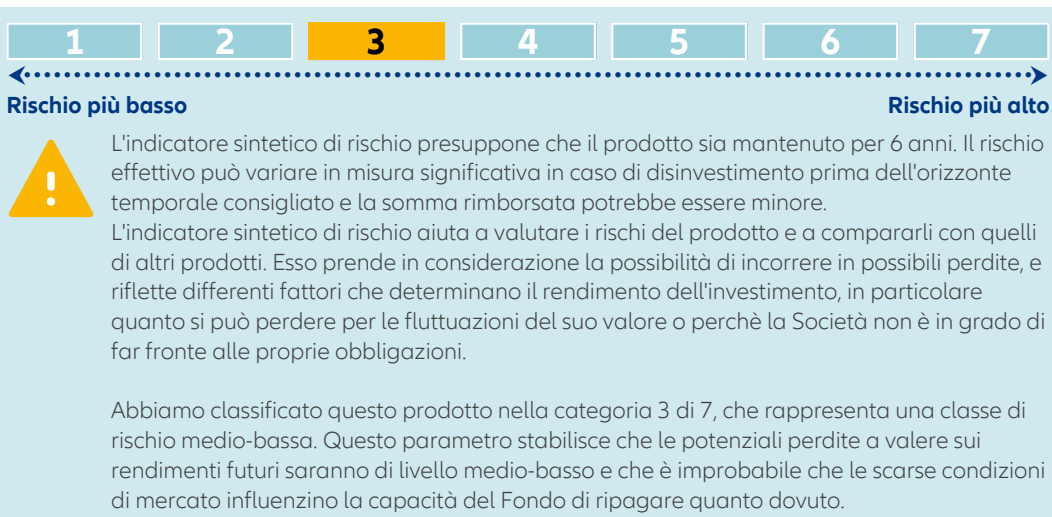 1 2 3 4 5 6 7
Rischio più basso Rischio più alto
L'indicatore sintetico di rischio presuppone che il prodotto sia mantenuto per 6 anni. Il rischio
effettivo può variare in misura significativa in caso di disinvestimento prima dell'orizzonte
temporale consigliato e la somma rimborsata potrebbe essere minore.
L'indicatore sintetico di rischio aiuta a valutare i rischi del prodotto e a compararli con quelli
di altri prodotti. Esso prende in considerazione la possibilità di incorrere in possibili perdite, e
riflette differenti fattori che determinano il rendimento dell'investimento, in particolare
quanto si può perdere per le fluttuazioni del suo valore o perchè la Società non è in grado di
far fronte alle proprie obbligazioni.
Abbiamo classificato questo prodotto nella categoria 3 di 7, che rappresenta una classe di
rischio medio-bassa. Questo parametro stabilisce che le potenziali perdite a valere sui
rendimenti futuri saranno di livello medio-basso e che è improbabile che le scarse condizioni
di mercato influenzino la capacità del Fondo di ripagare quanto dovuto.